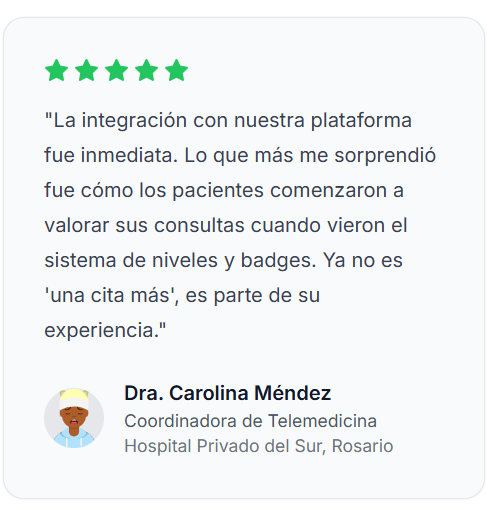 "La integración con nuestra plataforma
fue inmediata. Lo que más me sorprendió
fue cómo los pacientes comenzaron a
valorar sus consultas cuando vieron el
sistema de niveles y badges. Ya no es
'una cita más', es parte de su
experiencia."
Dra. Carolina Méndez
Coordinadora de Telemedicina
Hospital Privado del Sur, Rosario